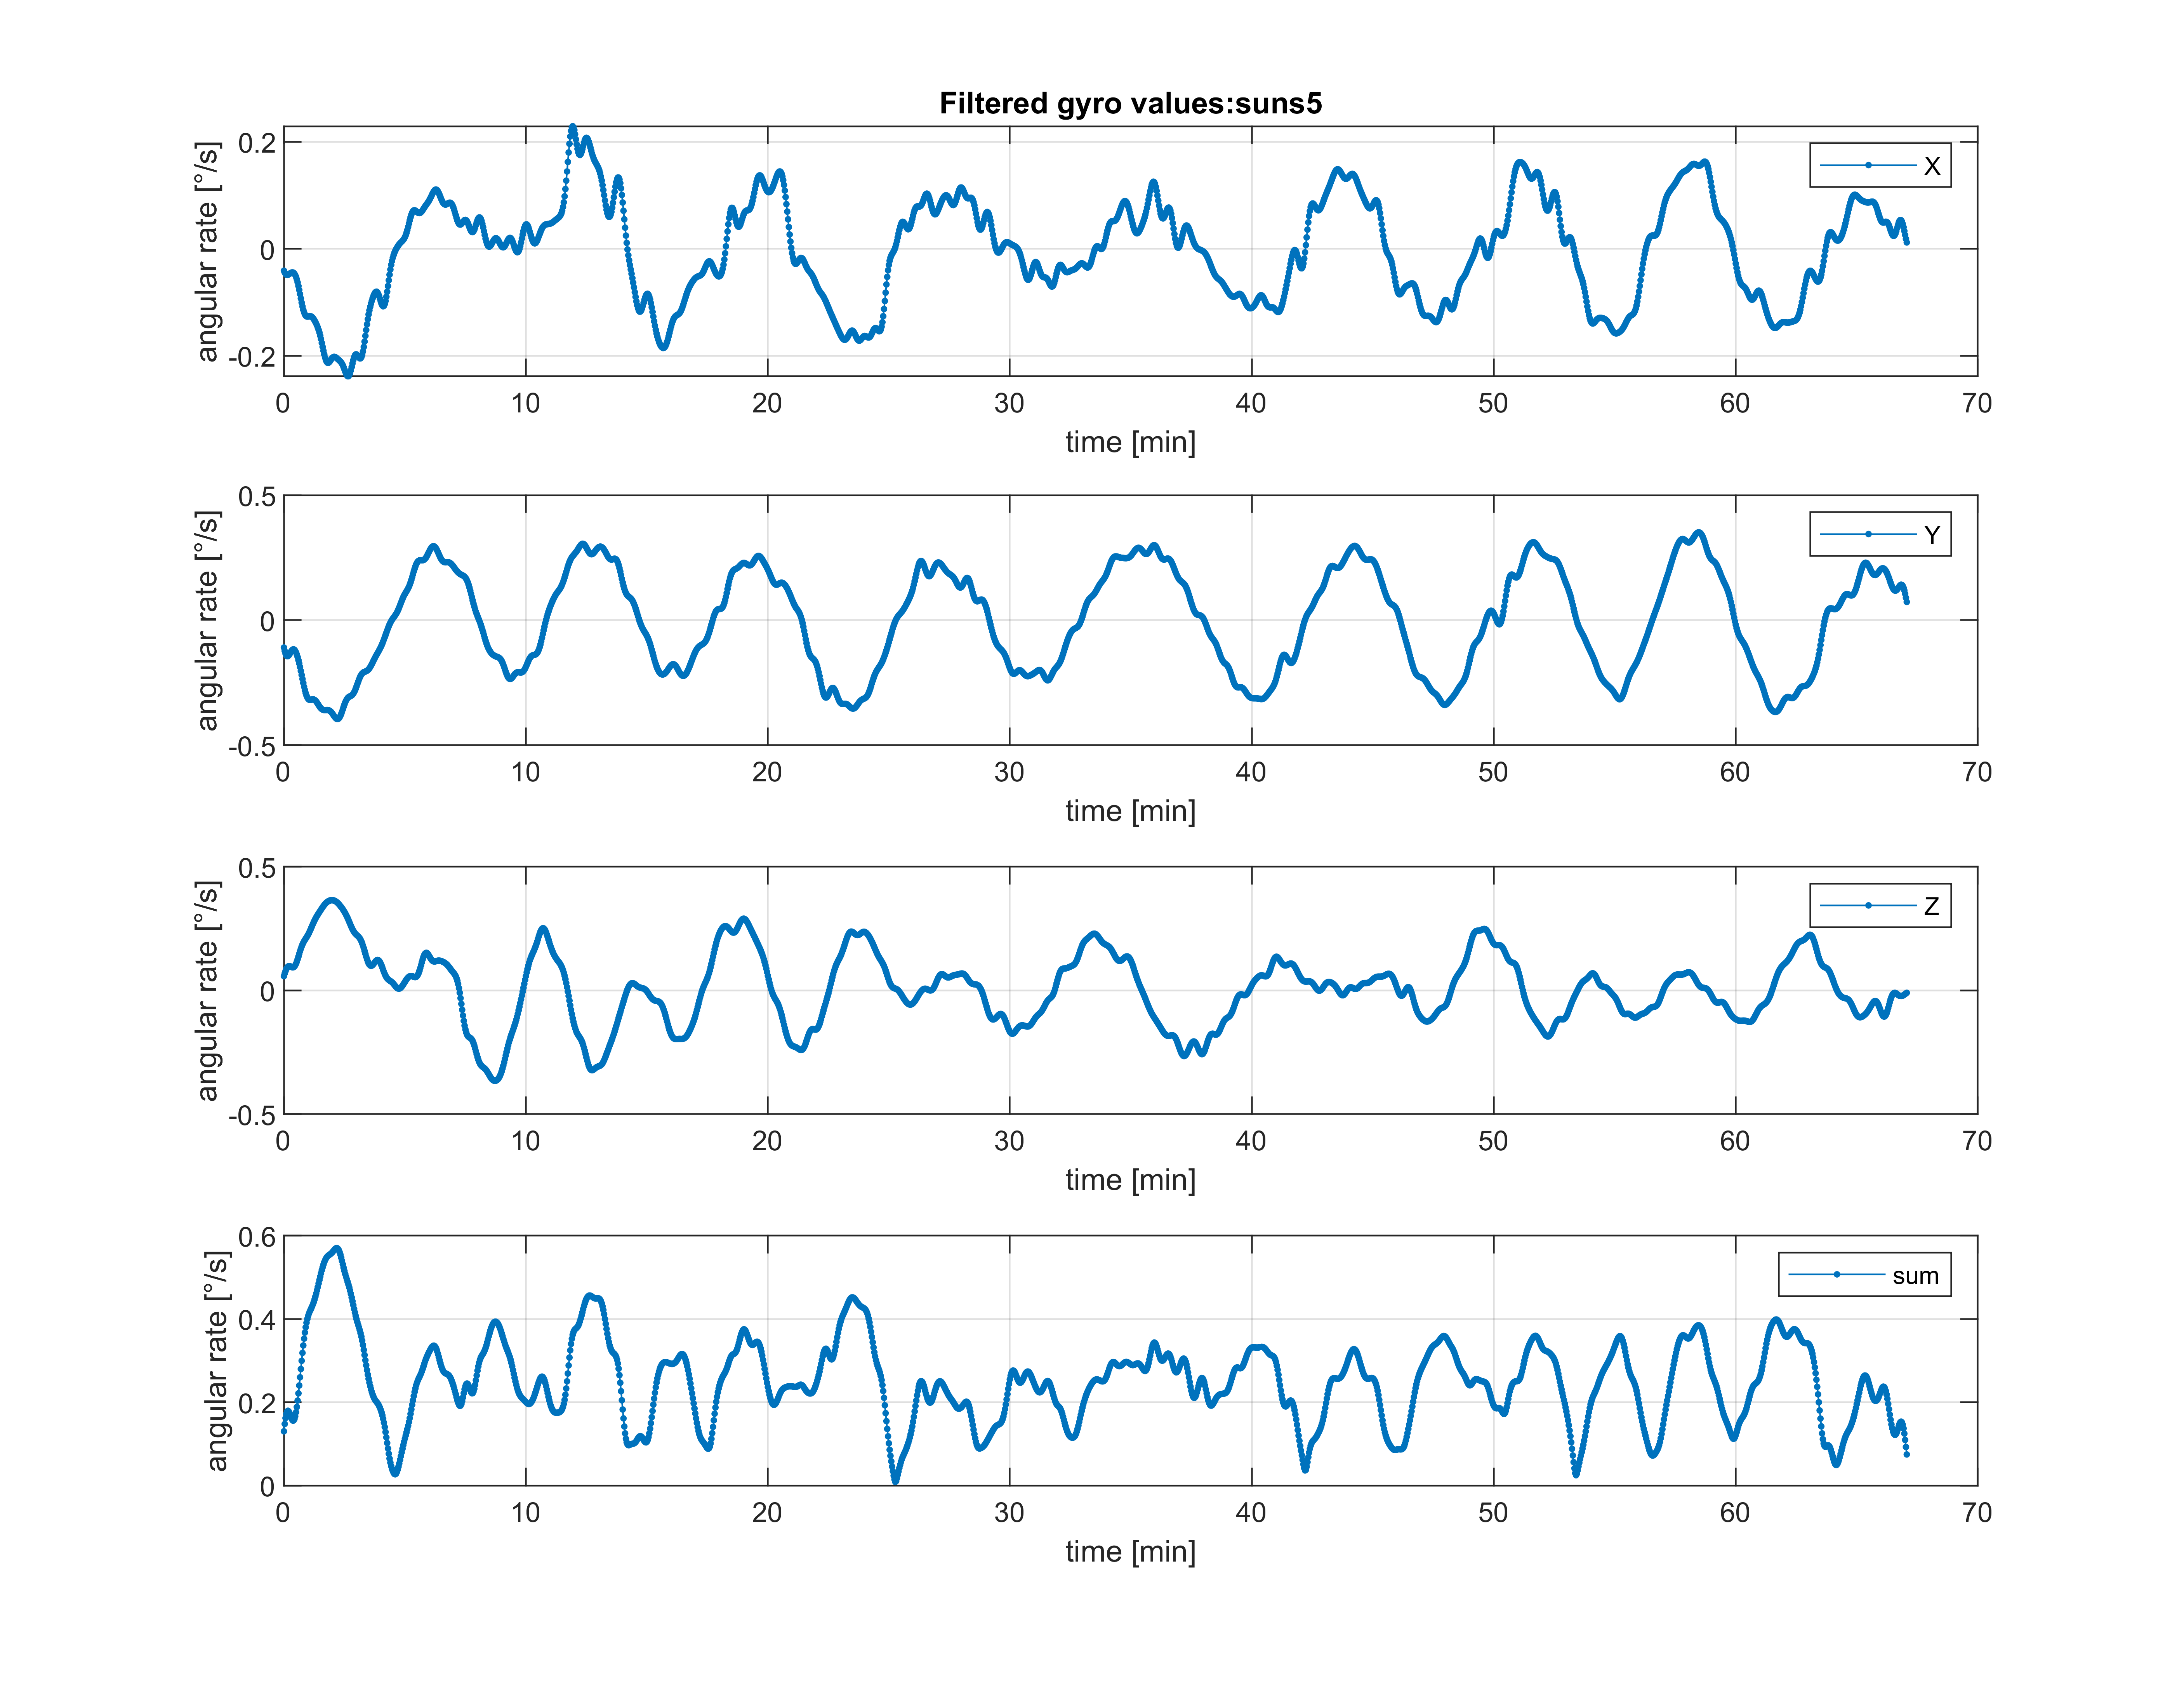 Filtered gyro values:suns5
angular rate [°/s]
0.2
0
-0.2
X
0 10 20 30 40 50 60 70
time [min]
angular rate [°/s]
0.5
0
-0.5
Y
0 10 20 30 40 50 60 70
time [min]
angular rate [°/s]
0.5
0
-0.5
Z
0 10 20 30 40 50 60 70
time [min]
angular rate [°/s]
0.6
0.4
0.2
0
sum
0 10 20 30 40 50 60 70
time [min]